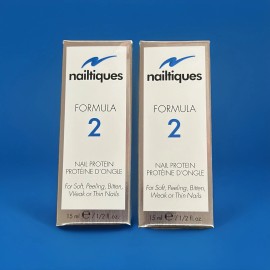 nailtiques
FORMULA
2
NAIL PROTEIN
PROTÉINE D'ONGLE
For Soft, Peeling, Bitten,
Weak or Thin Nails
15 ml e / 1/2 fl oz.
nailtiques
FORMULA
2
NAIL PROTEIN
PROTÉINE D'ONGLE
For Soft, Peeling, Bitten,
Weak or Thin Nails
15 ml e / 1/2 fl oz.